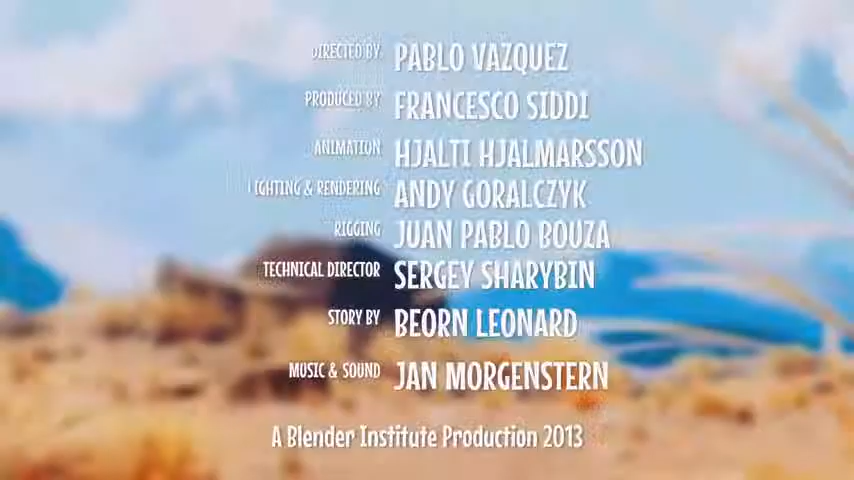 DIRECTED BY PABLO VAZQUEZ
PRODUCED BY FRANCESCO SIDDI
ANIMATION HJALTI HJALMARSSON
LIGHTING & RENDERING ANDY GORALCZYK
RIGGING JUAN PABLO BOUZA
TECHNICAL DIRECTOR SERGEY SHARYBIN
STORY BY BEORN LEONARD
MUSIC & SOUND JAN MORGENSTERN
A Blender Institute Production 2013